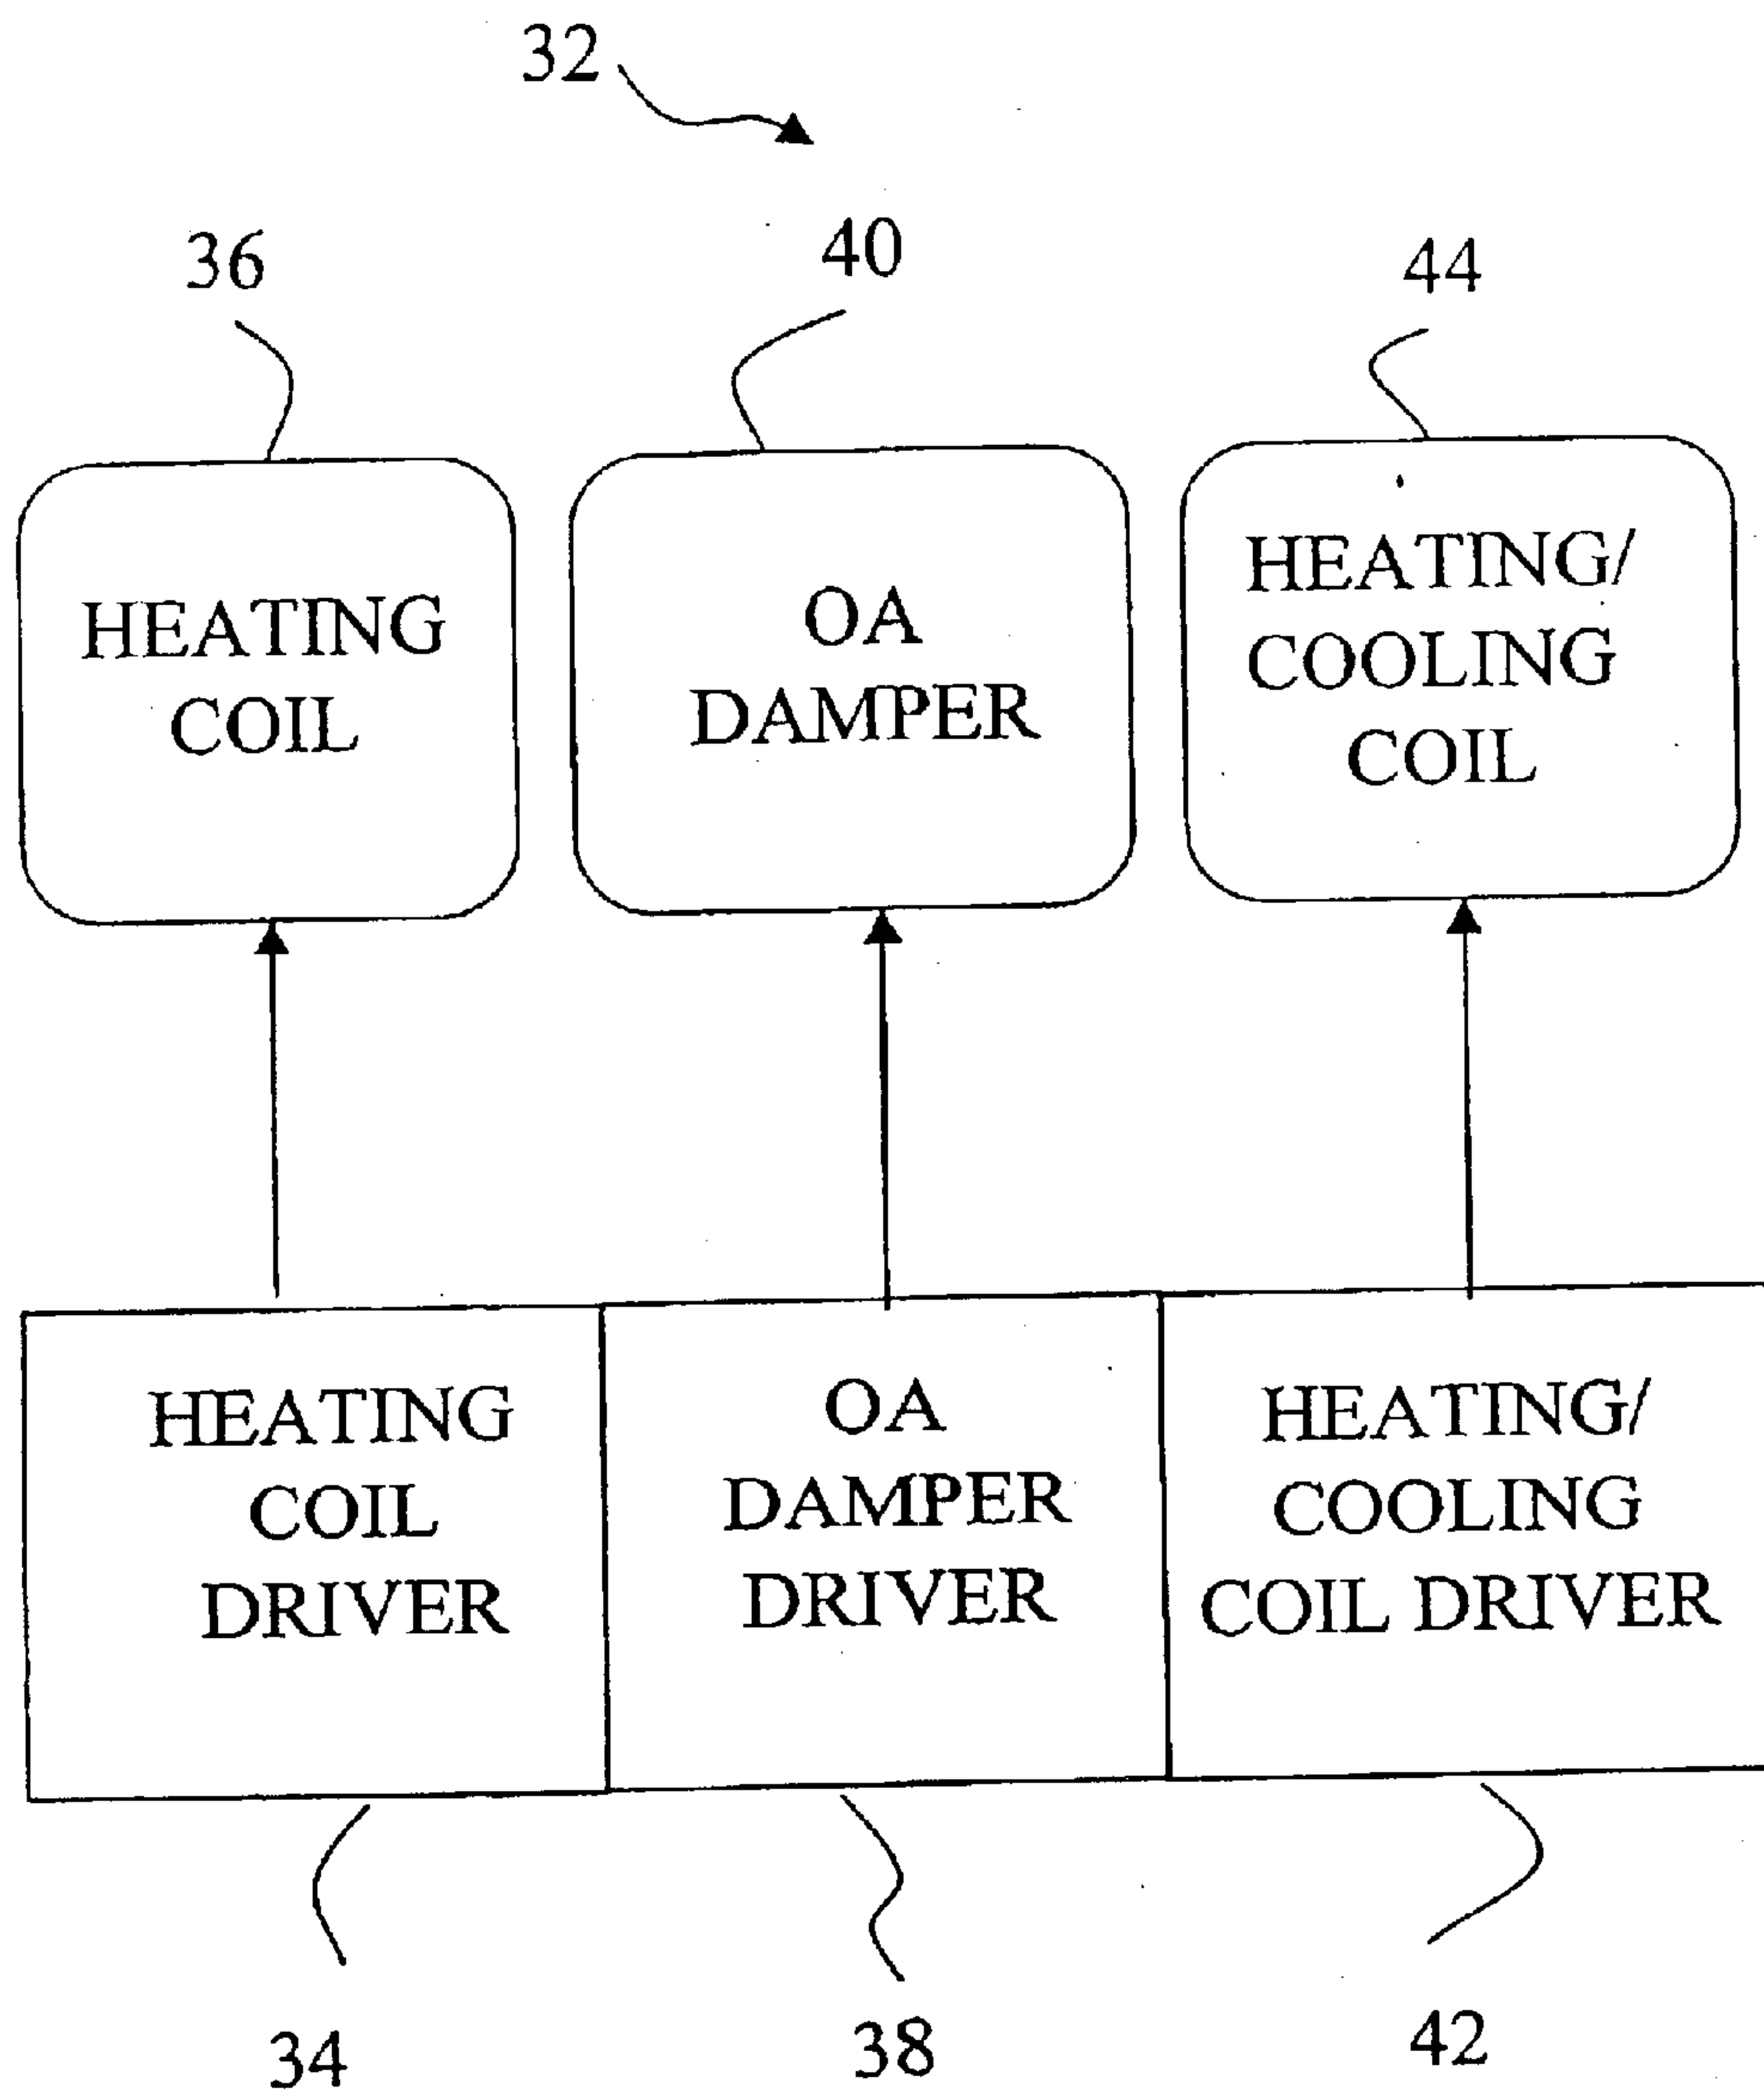 32
36
40
44
HEATING
COIL
OA
DAMPER
HEATING/
COOLING
COIL
HEATING
COIL
DRIVER
OA
DAMPER
DRIVER
HEATING/
COOLING
COIL DRIVER
34
38
42